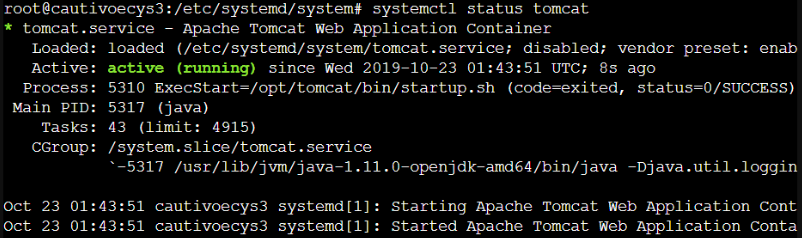 root@cautivoecys3:/etc/systemd/system# systemctl status tomcat
* tomcat.service - Apache Tomcat Web Application Container
Loaded: loaded (/etc/systemd/system/tomcat.service; disabled; vendor preset: enab
Active: active (running) since Wed 2019-10-23 01:43:51 UTC; 8s ago
Process: 5310 ExecStart=/opt/tomcat/bin/startup.sh (code=exited, status=0/SUCCESS)
Main PID: 5317 (java)
Tasks: 43 (limit: 4915)
CGroup: /system.slice/tomcat.service
`-5317 /usr/lib/jvm/java-1.11.0-openjdk-amd64/bin/java -Djava.util.loggin
Oct 23 01:43:51 cautivoecys3 systemd[1]: Starting Apache Tomcat Web Application Cont
Oct 23 01:43:51 cautivoecys3 systemd[1]: Started Apache Tomcat Web Application Conta